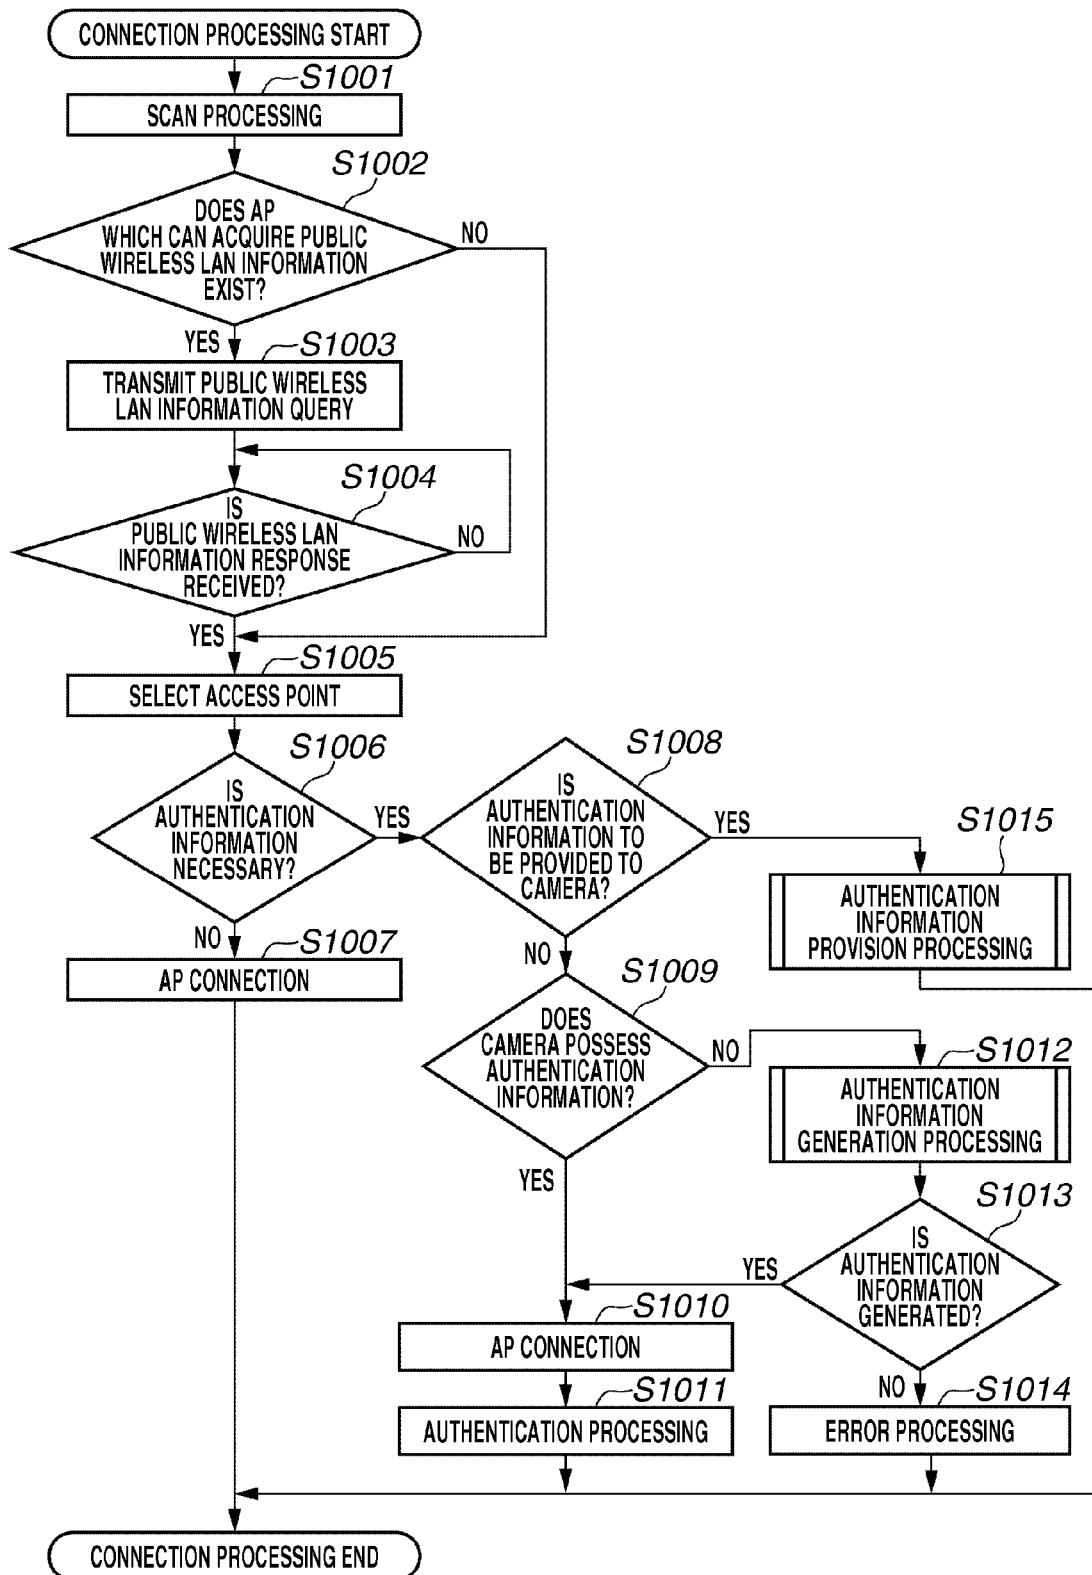 CONNECTION PROCESSING START
S1001
SCAN PROCESSING
S1002
DOES AP
WHICH CAN ACQUIRE PUBLIC
WIRELESS LAN INFORMATION
EXIST?
NO
YES
S1003
TRANSMIT PUBLIC WIRELESS
LAN INFORMATION QUERY
S1004
IS
PUBLIC WIRELESS LAN
INFORMATION RESPONSE
RECEIVED?
NO
YES
S1005
SELECT ACCESS POINT
S1006
IS
AUTHENTICATION
INFORMATION
NECESSARY?
YES
NO
S1007
AP CONNECTION
S1008
IS
AUTHENTICATION
INFORMATION TO
BE PROVIDED TO
CAMERA?
YES
NO
S1015
AUTHENTICATION
INFORMATION
PROVISION PROCESSING
S1009
DOES
CAMERA POSSESS
AUTHENTICATION
INFORMATION?
NO
YES
S1012
AUTHENTICATION
INFORMATION
GENERATION PROCESSING
S1013
IS
AUTHENTICATION
INFORMATION
GENERATED?
YES
NO
S1010
AP CONNECTION
S1011
AUTHENTICATION PROCESSING
S1014
ERROR PROCESSING
CONNECTION PROCESSING END